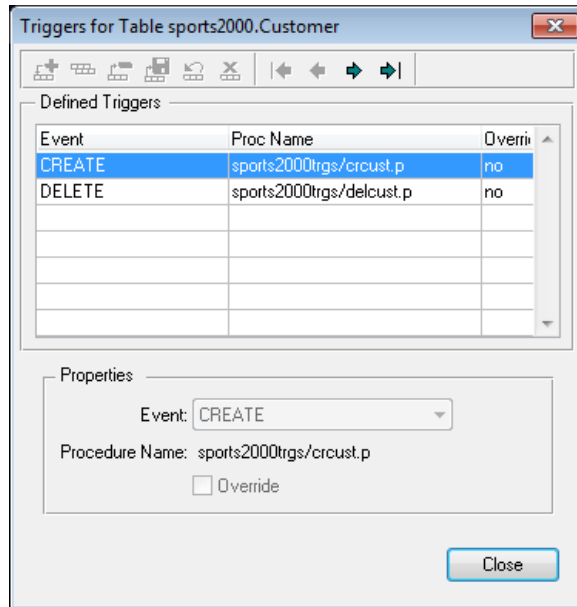 Triggers for Table sports2000.Customer
Defined Triggers
Event Proc Name Overri
CREATE sports2000trgs/crcust.p no
DELETE sports2000trgs/delcust.p no
Properties
Event: CREATE
Procedure Name: sports2000trgs/crcust.p
Override
Close